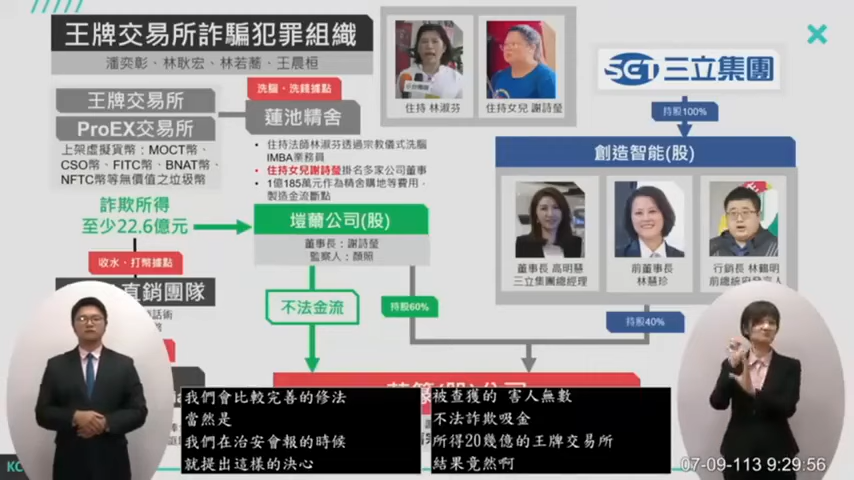 王牌交易所詐騙犯罪組織
潘奕彰、林耿宏、林若蕎、王晨桓
王牌交易所
ProEX交易所
上架虛擬貨幣：MOCT幣、
CSO幣、FITC幣、BNAT幣、
NFTC幣等無價值之垃圾幣
詐欺所得
至少22.6億元
收水、打幣據點
直銷團隊
話術
洗腦、洗錢據點
蓮池精舍
• 住持法師林淑芬透過宗教儀式洗腦
IMBA業務員
• 住持女兒謝詩瑩掛名多家公司董事
• 1億185萬元作為精舍購地等費用，
製造金流斷點
塏薾公司(股)
董事長：謝詩瑩
監察人：顏照
不法金流
持股60%
住持 林淑芬
住持女兒 謝詩瑩
SET三立集團
持股100%
創造智能(股)
董事長 高明慧
三立集團總經理
前董事長
林慧珍
行銷長 林鶴明
持股40%
我們會比較完善的修法
當然是
我們在治安會報的時候
就提出這樣的決心
被查獲的 害人無數
不法詐欺吸金
所得20幾億的王牌交易所
結果竟然啊
07-09-113 9:29:56